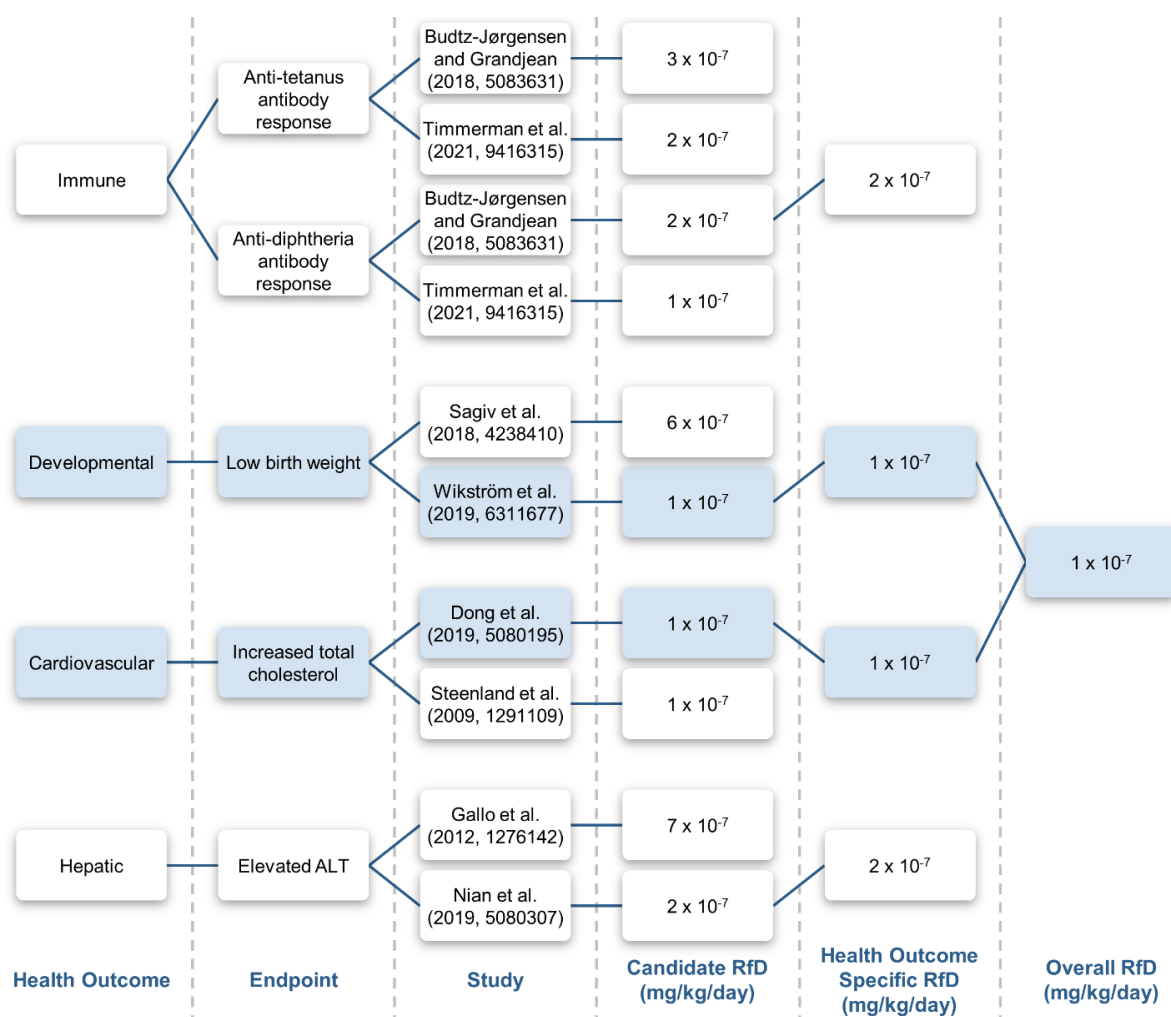 Immune
Anti-tetanus
antibody
response
Budtz-Jørgensen
and Grandjean
(2018, 5083631)
3 x 10⁻⁷
Timmerman et al.
(2021, 9416315)
2 x 10⁻⁷
Anti-diphtheria
antibody
response
Budtz-Jørgensen
and Grandjean
(2018, 5083631)
2 x 10⁻⁷
2 x 10⁻⁷
Timmerman et al.
(2021, 9416315)
1 x 10⁻⁷
Developmental
Low birth weight
Sagiv et al.
(2018, 4238410)
6 x 10⁻⁷
Wikström et al.
(2019, 6311677)
1 x 10⁻⁷
1 x 10⁻⁷
1 x 10⁻⁷
Cardiovascular
Increased total
cholesterol
Dong et al.
(2019, 5080195)
1 x 10⁻⁷
1 x 10⁻⁷
Steenland et al.
(2009, 1291109)
1 x 10⁻⁷
Hepatic
Elevated ALT
Gallo et al.
(2012, 1276142)
7 x 10⁻⁷
Nian et al.
(2019, 5080307)
2 x 10⁻⁷
2 x 10⁻⁷
Health Outcome
Endpoint
Study
Candidate RfD
(mg/kg/day)
Health Outcome
Specific RfD
(mg/kg/day)
Overall RfD
(mg/kg/day)